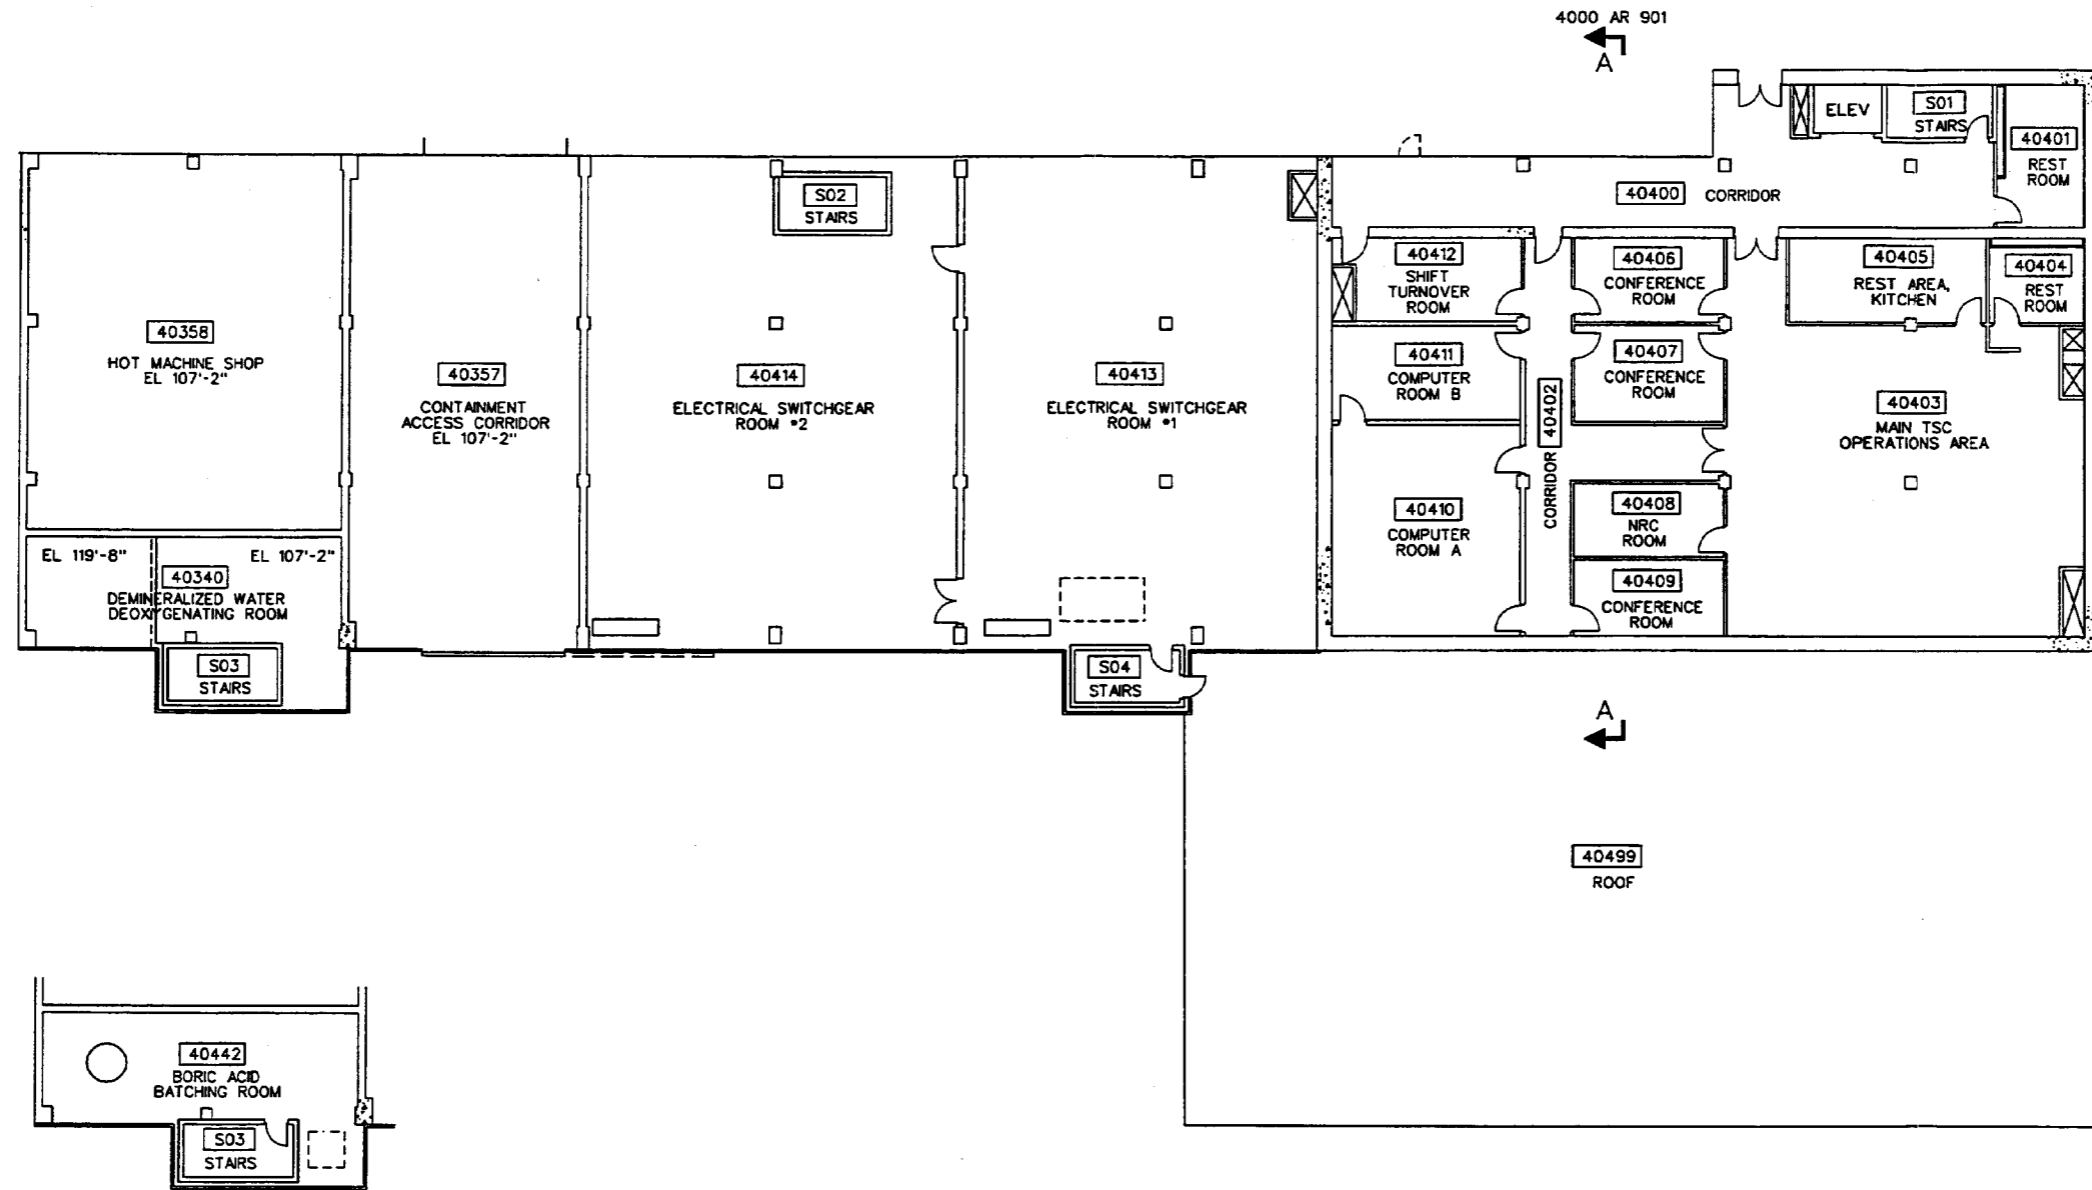 4000 AR 901
A
ELEV
S01
STAIRS
40401
REST
ROOM
S02
STAIRS
40400 CORRIDOR
40412
SHIFT
TURNOVER
ROOM
40406
CONFERENCE
ROOM
40405
REST AREA,
KITCHEN
40404
REST
ROOM
40358
HOT MACHINE SHOP
EL 107'-2"
40357
CONTAINMENT
ACCESS CORRIDOR
EL 107'-2"
40414
ELECTRICAL SWITCHGEAR
ROOM #2
40413
ELECTRICAL SWITCHGEAR
ROOM #1
40411
COMPUTER
ROOM B
40407
CONFERENCE
ROOM
CORRIDOR 40402
40403
MAIN TSC
OPERATIONS AREA
40410
COMPUTER
ROOM A
40408
NRC
ROOM
40409
CONFERENCE
ROOM
EL 119'-8"
EL 107'-2"
40340
DEMINERALIZED WATER
DEOXYGENATING ROOM
S03
STAIRS
S04
STAIRS
A
40499
ROOF
40442
BORIC ACID
BATCHING ROOM
S03
STAIRS